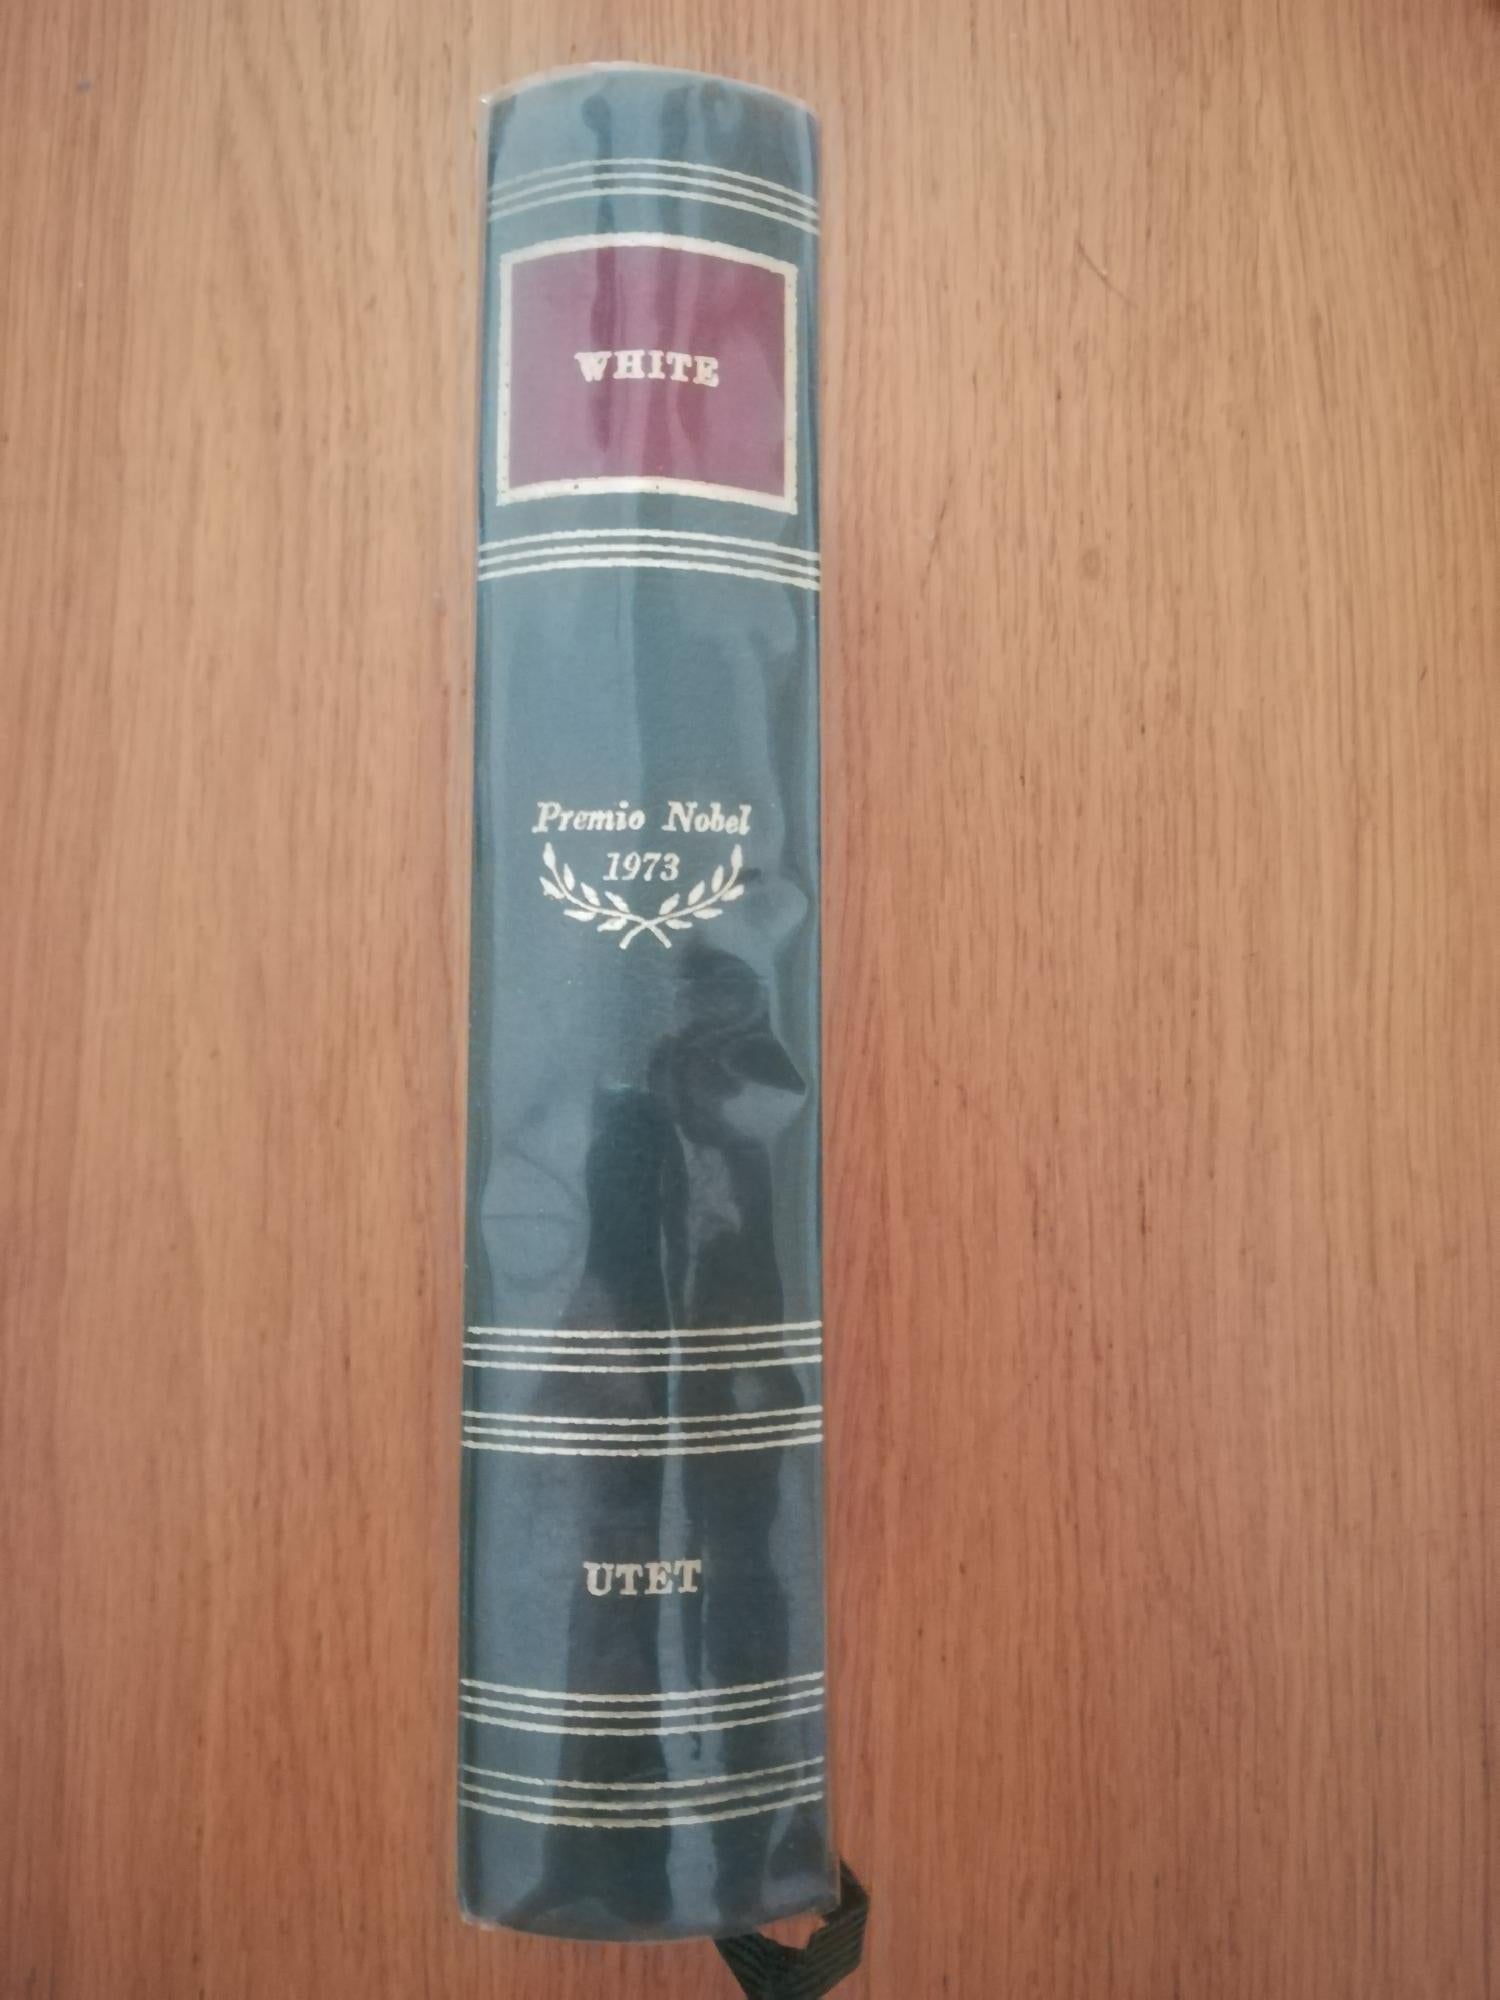 WHITE
Premio Nobel
1973
UTET